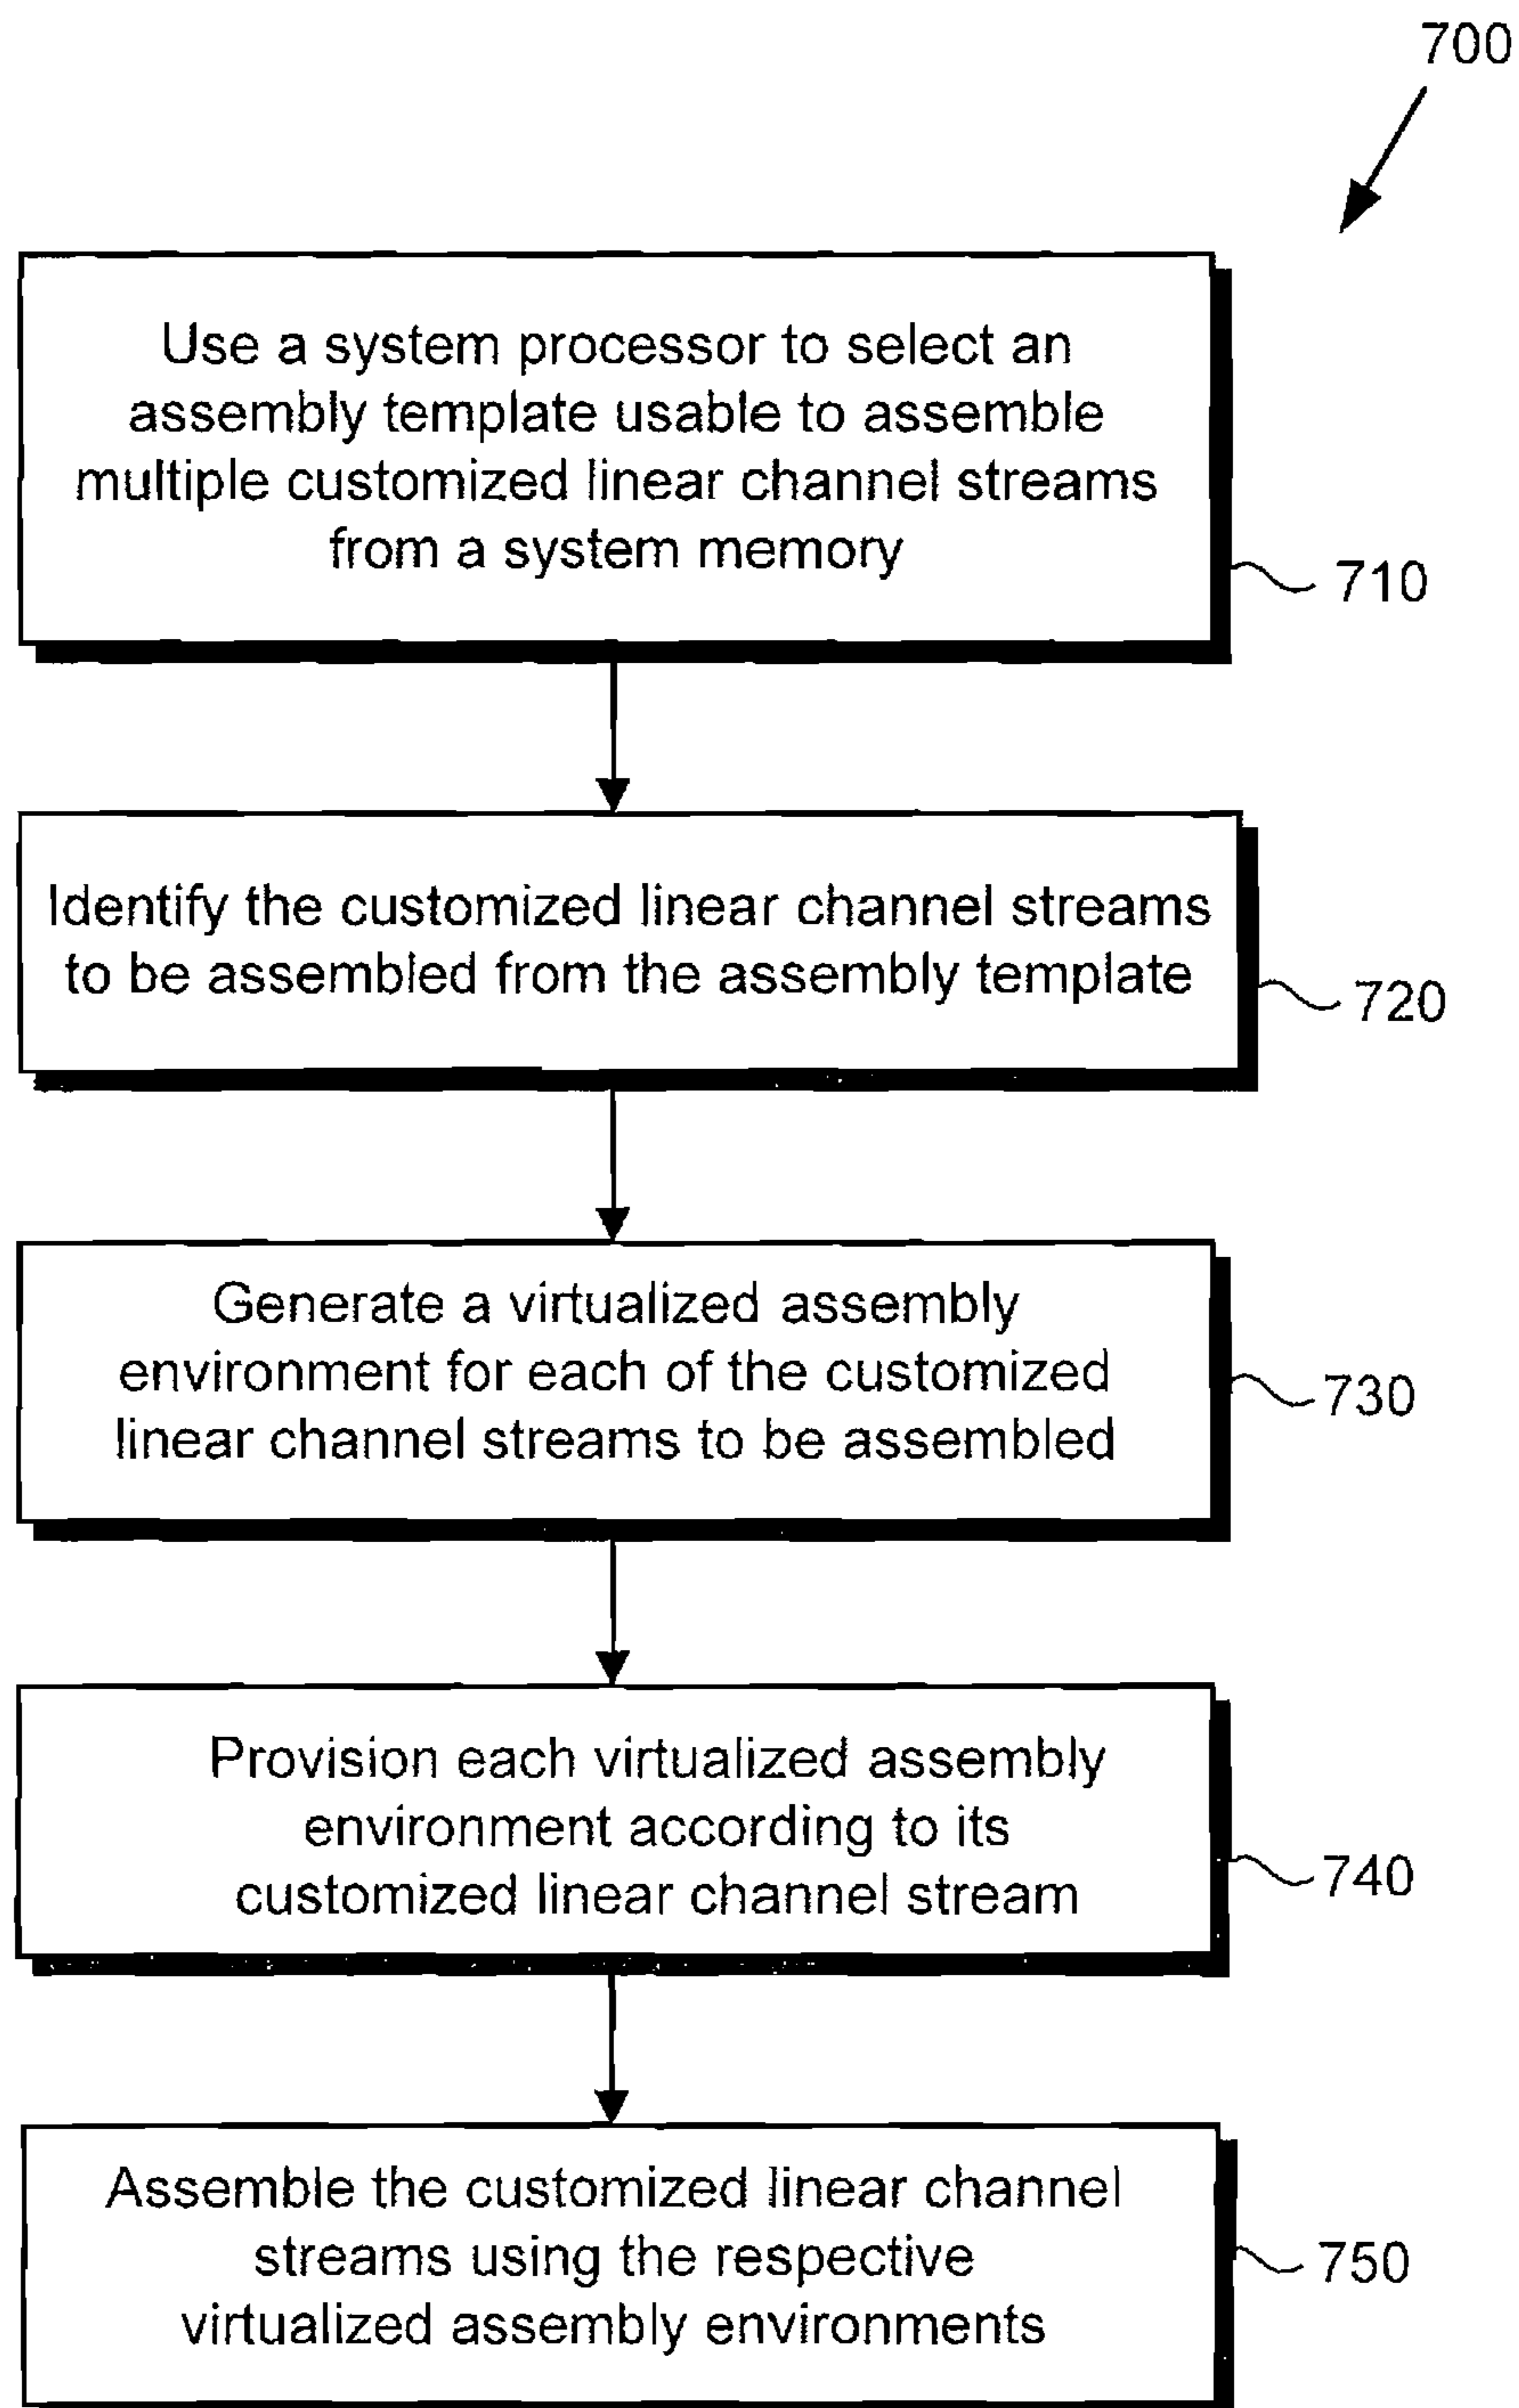 700
Use a system processor to select an
assembly template usable to assemble
multiple customized linear channel streams
from a system memory
710
Identify the customized linear channel streams
to be assembled from the assembly template
720
Generate a virtualized assembly
environment for each of the customized
linear channel streams to be assembled
730
Provision each virtualized assembly
environment according to its
customized linear channel stream
740
Assemble the customized linear channel
streams using the respective
virtualized assembly environments
750